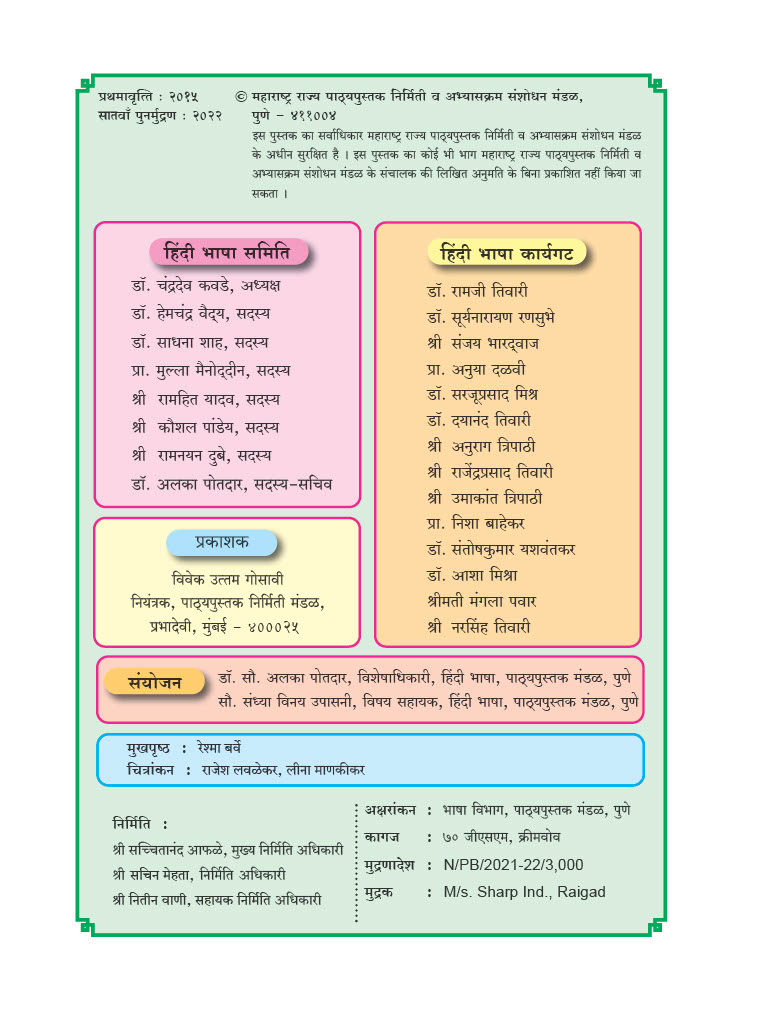 प्रथमावृत्ति : २०१५
सातवाँ पुनर्मुद्रण : २०२२
© महाराष्ट्र राज्य पाठ्यपुस्तक निर्मिती व अभ्यासक्रम संशोधन मंडळ,
पुणे - ४११००४
इस पुस्तक का सर्वाधिकार महाराष्ट्र राज्य पाठ्यपुस्तक निर्मिती व अभ्यासक्रम संशोधन मंडळ
के अधीन सुरक्षित है । इस पुस्तक का कोई भी भाग महाराष्ट्र राज्य पाठ्यपुस्तक निर्मिती व
अभ्यासक्रम संशोधन मंडळ के संचालक की लिखित अनुमति के बिना प्रकाशित नहीं किया जा
सकता ।
हिंदी भाषा समिति
डॉ. चंद्रदेव कवडे, अध्यक्ष
डॉ. हेमचंद्र वैद्य, सदस्य
डॉ. साधना शाह, सदस्य
प्रा. मुल्ला मैनोद्दीन, सदस्य
श्री रामहित यादव, सदस्य
श्री कौशल पांडेय, सदस्य
श्री रामनयन दुबे, सदस्य
डॉ. अलका पोतदार, सदस्य-सचिव
प्रकाशक
विवेक उत्तम गोसावी
नियंत्रक, पाठ्यपुस्तक निर्मिती मंडळ,
प्रभादेवी, मुंबई - ४०००२५
हिंदी भाषा कार्यगट
डॉ. रामजी तिवारी
डॉ. सूर्यनारायण रणसुभे
श्री संजय भारद्वाज
प्रा. अनुया दळवी
डॉ. सरजूप्रसाद मिश्र
डॉ. दयानंद तिवारी
श्री अनुराग त्रिपाठी
श्री राजेंद्रप्रसाद तिवारी
श्री उमाकांत त्रिपाठी
प्रा. निशा बाहेकर
डॉ. संतोषकुमार यशवंतकर
डॉ. आशा मिश्रा
श्रीमती मंगला पवार
श्री नरसिंह तिवारी
संयोजन
डॉ. सौ. अलका पोतदार, विशेषाधिकारी, हिंदी भाषा, पाठ्यपुस्तक मंडळ, पुणे
सौ. संध्या विनय उपासनी, विषय सहायक, हिंदी भाषा, पाठ्यपुस्तक मंडळ, पुणे
मुखपृष्ठ : रेश्मा बर्वे
चित्रांकन : राजेश लवळेकर, लीना माणकीकर
निर्मिति :
श्री सच्चितानंद आफळे, मुख्य निर्मिति अधिकारी
श्री सचिन मेहता, निर्मिति अधिकारी
श्री नितीन वाणी, सहायक निर्मिति अधिकारी
अक्षरांकन : भाषा विभाग, पाठ्यपुस्तक मंडळ, पुणे
कागज : ७० जीएसएम, क्रीमवोव
मुद्रणादेश : N/PB/2021-22/3,000
मुद्रक : M/s. Sharp Ind., Raigad